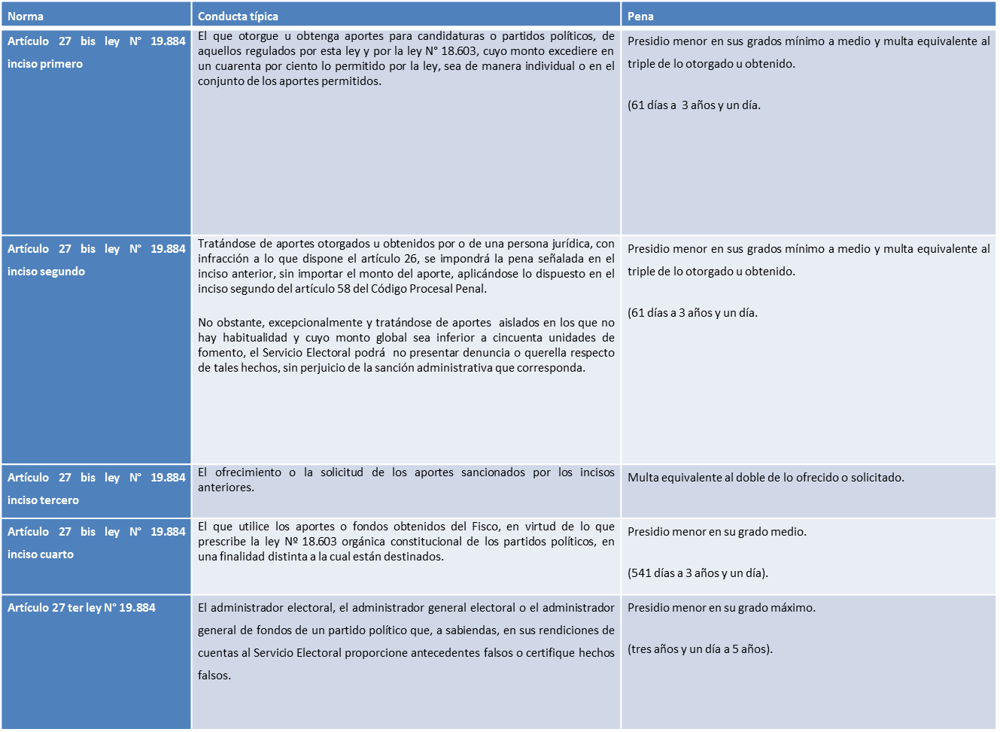 Norma
Conducta típica
Pena
Artículo 27 bis ley N° 19.884
inciso primero
El que otorgue u obtenga aportes para candidaturas o partidos políticos, de
aquellos regulados por esta ley y por la ley N° 18.603, cuyo monto excediere en
un cuarenta por ciento lo permitido por la ley, sea de manera individual o en el
conjunto de los aportes permitidos.
Presidio menor en sus grados mínimo a medio y multa equivalente al
triple de lo otorgado u obtenido.
(61 días a 3 años y un día.
Artículo 27 bis ley N° 19.884
inciso segundo
Tratándose de aportes otorgados u obtenidos por o de una persona jurídica, con
infracción a lo que dispone el artículo 26, se impondrá la pena señalada en el
inciso anterior, sin importar el monto del aporte, aplicándose lo dispuesto en el
inciso segundo del artículo 58 del Código Procesal Penal.
No obstante, excepcionalmente y tratándose de aportes aislados en los que no
hay habitualidad y cuyo monto global sea inferior a cincuenta unidades de
fomento, el Servicio Electoral podrá no presentar denuncia o querella respecto
de tales hechos, sin perjuicio de la sanción administrativa que corresponda.
Presidio menor en sus grados mínimo a medio y multa equivalente al
triple de lo otorgado u obtenido.
(61 días a 3 años y un día.
Artículo 27 bis ley N° 19.884
inciso tercero
El ofrecimiento o la solicitud de los aportes sancionados por los incisos
anteriores.
Multa equivalente al doble de lo ofrecido o solicitado.
Artículo 27 bis ley N° 19.884
inciso cuarto
El que utilice los aportes o fondos obtenidos del Fisco, en virtud de lo que
prescribe la ley Nº 18.603 orgánica constitucional de los partidos políticos, en
una finalidad distinta a la cual están destinados.
Presidio menor en su grado medio.
(541 días a 3 años y un día).
Artículo 27 ter ley N° 19.884
El administrador electoral, el administrador general electoral o el administrador
general de fondos de un partido político que, a sabiendas, en sus rendiciones de
cuentas al Servicio Electoral proporcione antecedentes falsos o certifique hechos
falsos.
Presidio menor en su grado máximo.
(tres años y un día a 5 años).